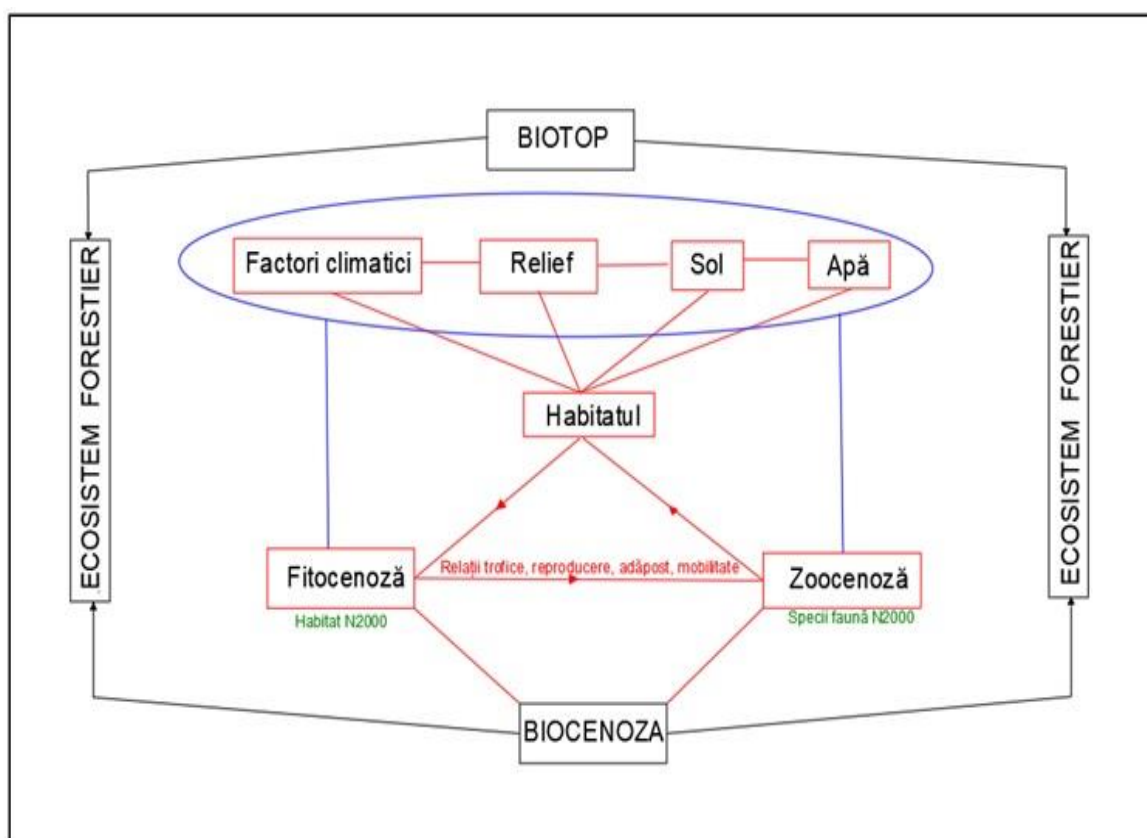 BIOTOP
Factori climatici
Relief
Sol
Apă
ECOSISTEM FORESTIER
ECOSISTEM FORESTIER
Habitatul
Fitocenoză
Relații trofice, reproducere, adăpost, mobilitate
Zoocenoză
Habitat N2000
Specii faună N2000
BIOCENOZA